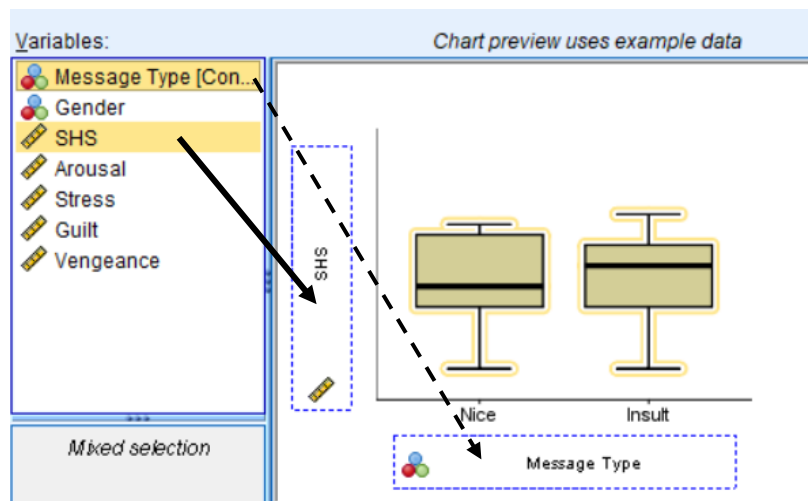 Variables:
Chart preview uses example data
Message Type [Con...
Gender
SHS
Arousal
Stress
Guilt
Vengeance
Mixed selection
SHS
Nice
Insult
Message Type